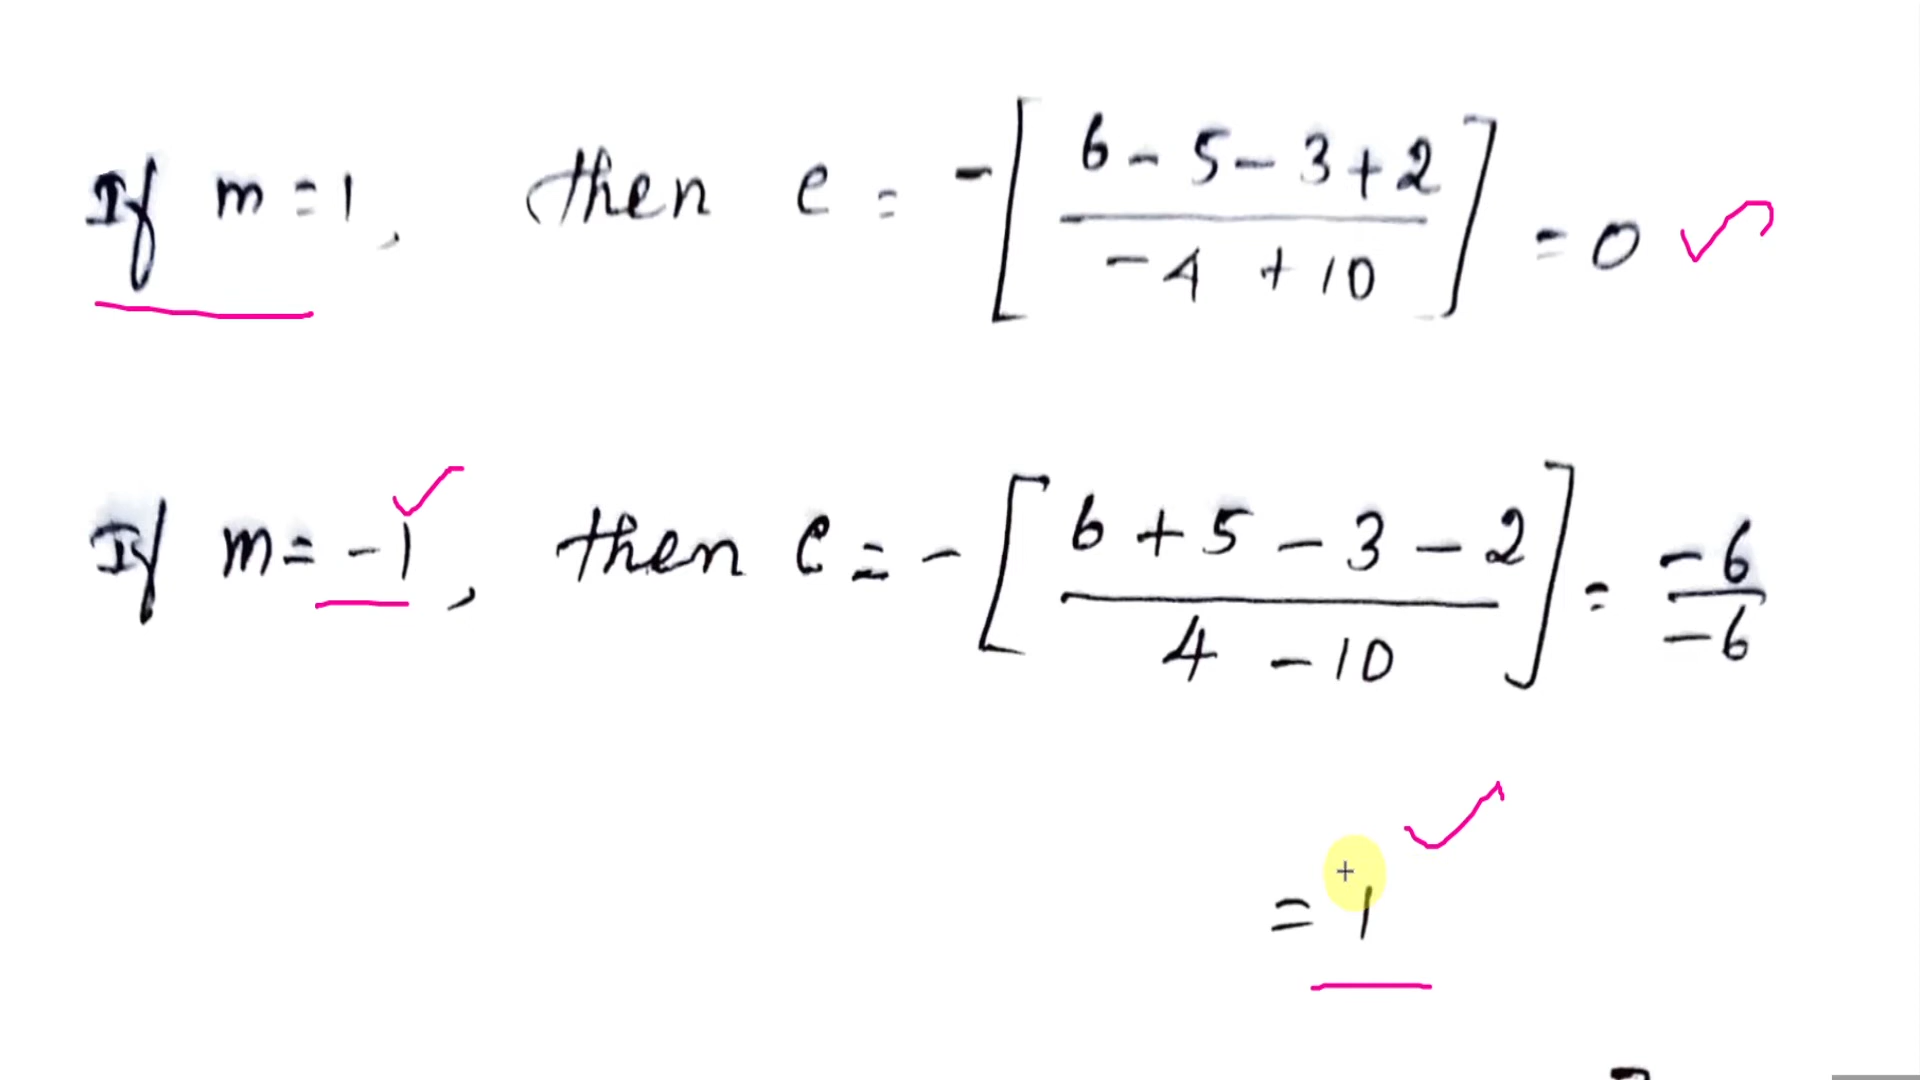 If m = 1, then c = - [ 6 - 5 - 3 + 2 / - 4 + 10 ] = 0
If m = -1, then c = - [ 6 + 5 - 3 - 2 / 4 - 10 ] = -6 / -6
= 1